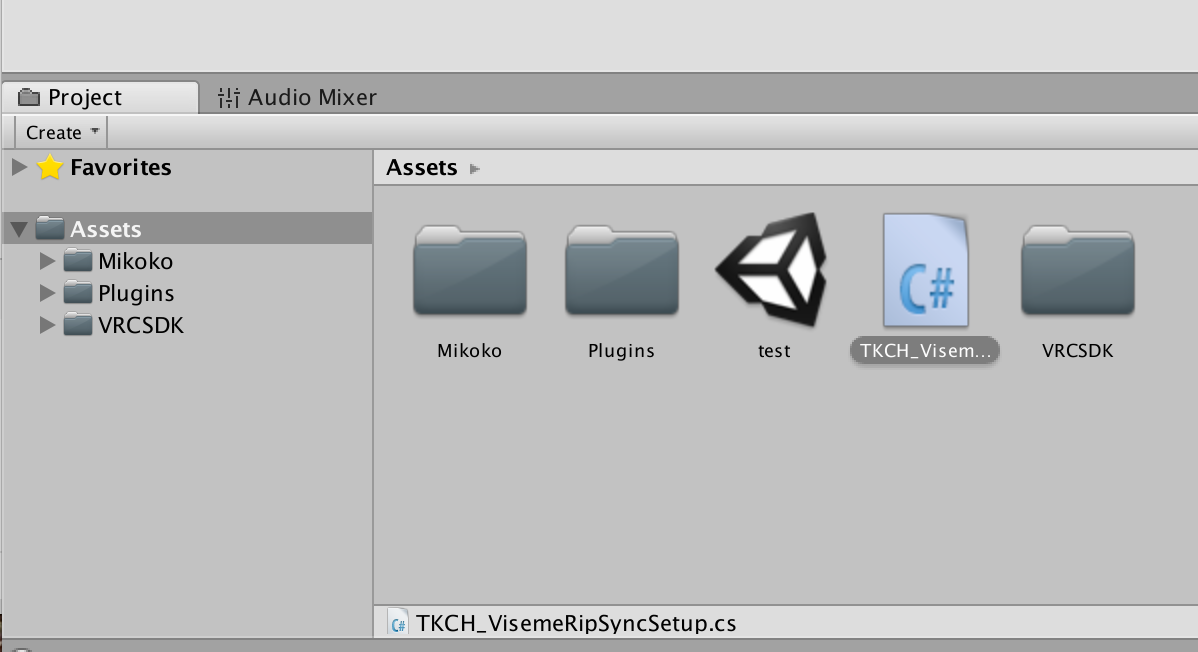 Project
Audio Mixer
Create
Favorites
Assets
Mikoko
Plugins
VRCSDK
Assets
Mikoko
Plugins
test
C#
TKCH_Visem...
VRCSDK
C#
TKCH_VisemeRipSyncSetup.cs